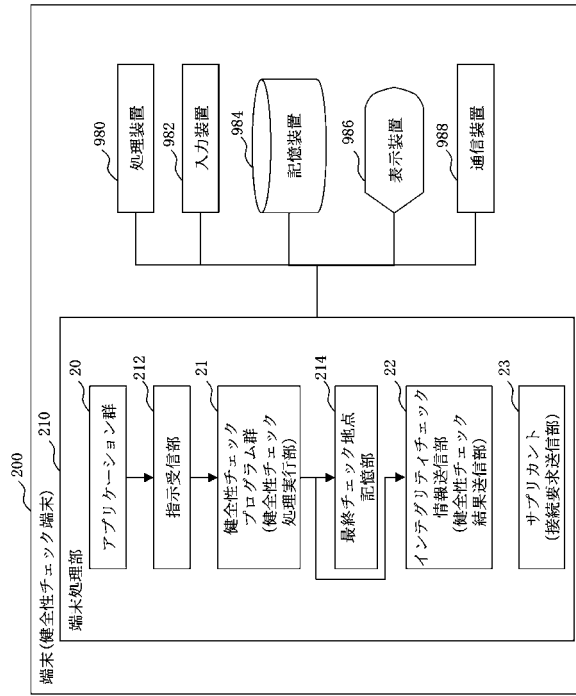 200
端末(健全性チェック端末)
210
端末処理部
20
アプリケーション群
212
指示受信部
21
健全性チェック
プログラム群
(健全性チェック
処理実行部)
214
最終チェック地点
記憶部
22
インテグリティチェック
情報送信部
(健全性チェック
結果送信部)
23
サプリカント
(接続要求送信部)
980
処理装置
982
入力装置
984
記憶装置
986
表示装置
988
通信装置